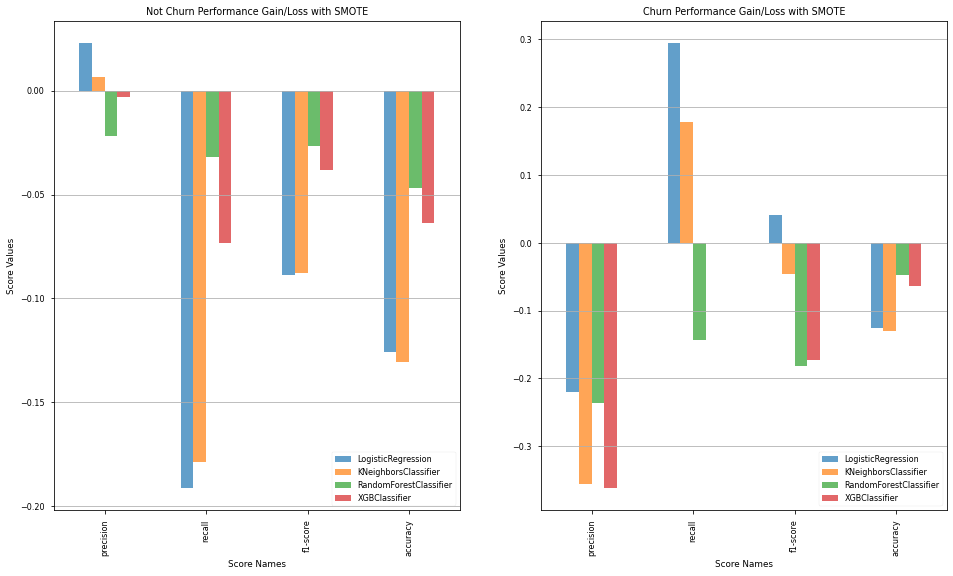 Not Churn Performance Gain/Loss with SMOTE
0.00
−0.05
−0.10
−0.15
−0.20
Score Values
precision
recall
f1-score
accuracy
Score Names
LogisticRegression
KNeighborsClassifier
RandomForestClassifier
XGBClassifier
Churn Performance Gain/Loss with SMOTE
0.3
0.2
0.1
0.0
−0.1
−0.2
−0.3
Score Values
precision
recall
f1-score
accuracy
Score Names
LogisticRegression
KNeighborsClassifier
RandomForestClassifier
XGBClassifier